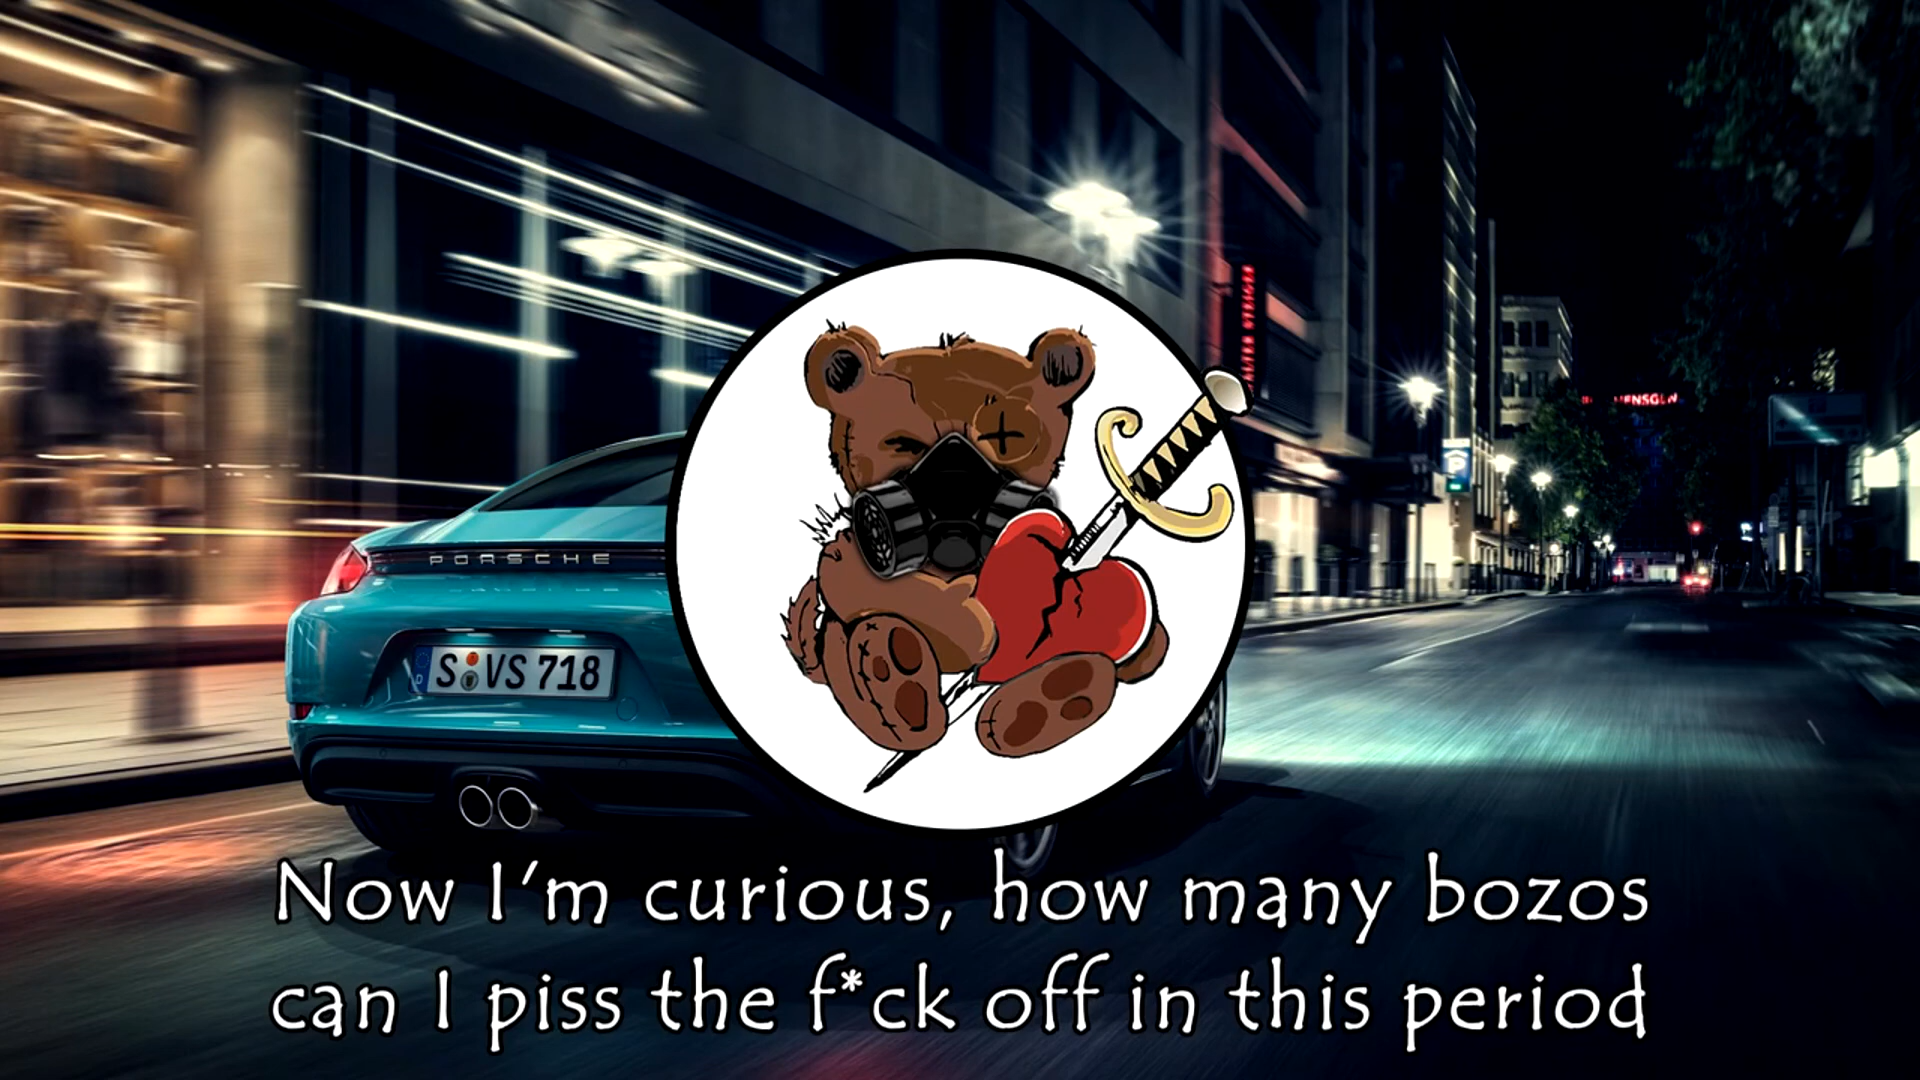 PORSCHE
S VS 718
D
Now I'm curious, how many bozos
can I piss the f*ck off in this period